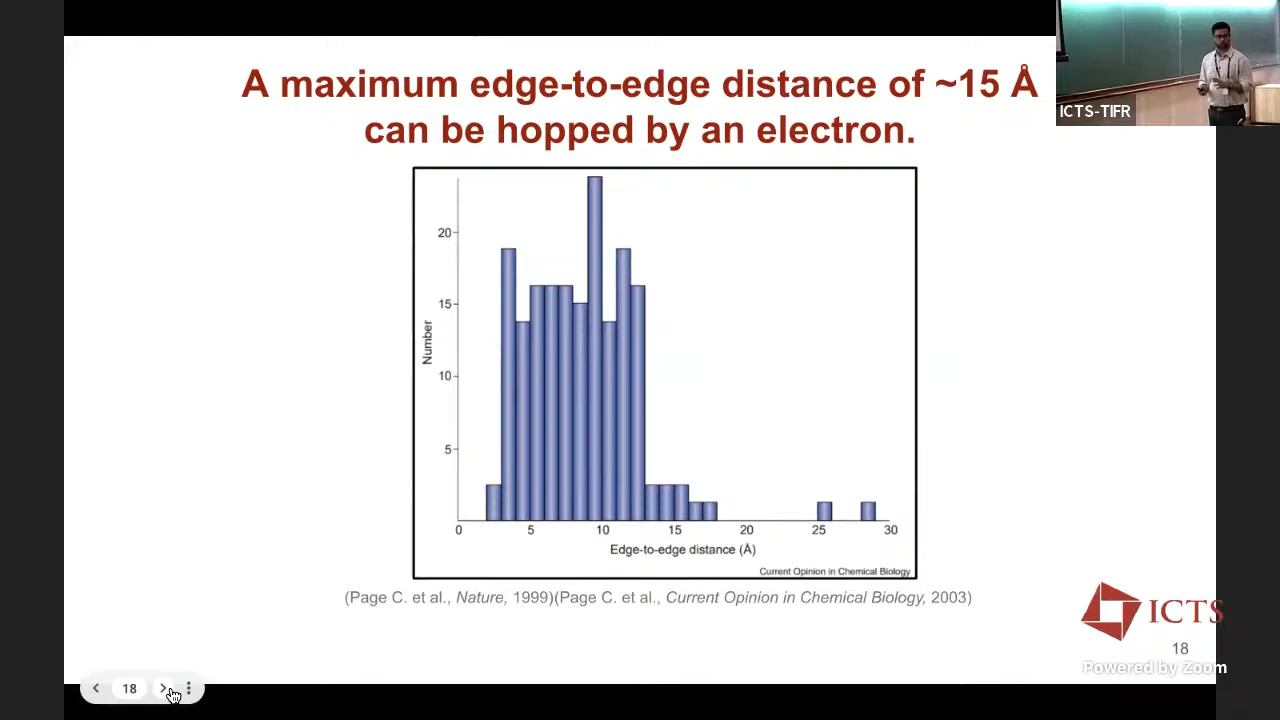 A maximum edge-to-edge distance of ~15 Å
can be hopped by an electron.
ICTS-TIFR
20
15
10
5
Number
0 5 10 15 20 25 30
Edge-to-edge distance (Å)
Current Opinion in Chemical Biology
(Page C. et al., Nature, 1999)(Page C. et al., Current Opinion in Chemical Biology, 2003)
ICTS
18
Powered by Zoom
18